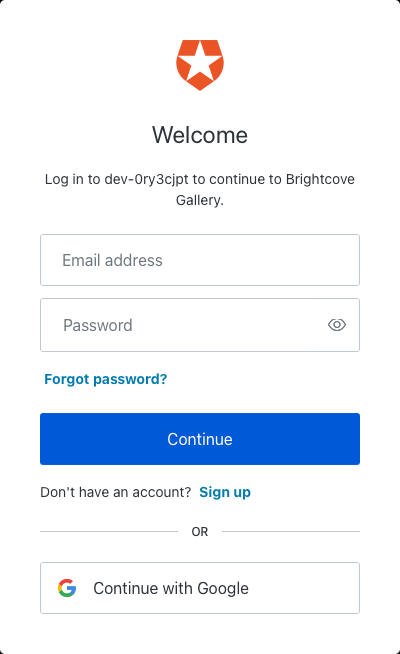 Welcome
Log in to dev-0ry3cjpt to continue to Brightcove
Gallery.
Email address
Password
Forgot password?
Continue
Don't have an account? Sign up
OR
Continue with Google